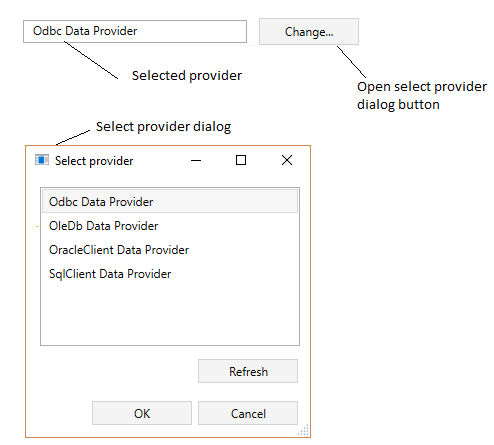 Odbc Data Provider
Change...
Selected provider
Open select provider
dialog button
Select provider dialog
Select provider
Odbc Data Provider
OleDb Data Provider
OracleClient Data Provider
SqlClient Data Provider
Refresh
OK
Cancel